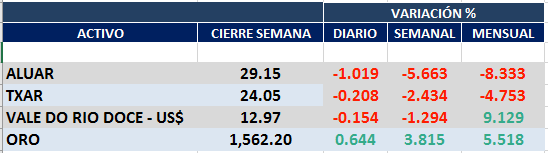 VARIACIÓN %
ACTIVO CIERRE SEMANA DIARIO SEMANAL MENSUAL
ALUAR 29.15 -1.019 -5.663 -8.333
TXAR 24.05 -0.208 -2.434 -4.753
VALE DO RIO DOCE - US$ 12.97 -0.154 -1.294 9.129
ORO 1,562.20 0.644 3.815 5.518